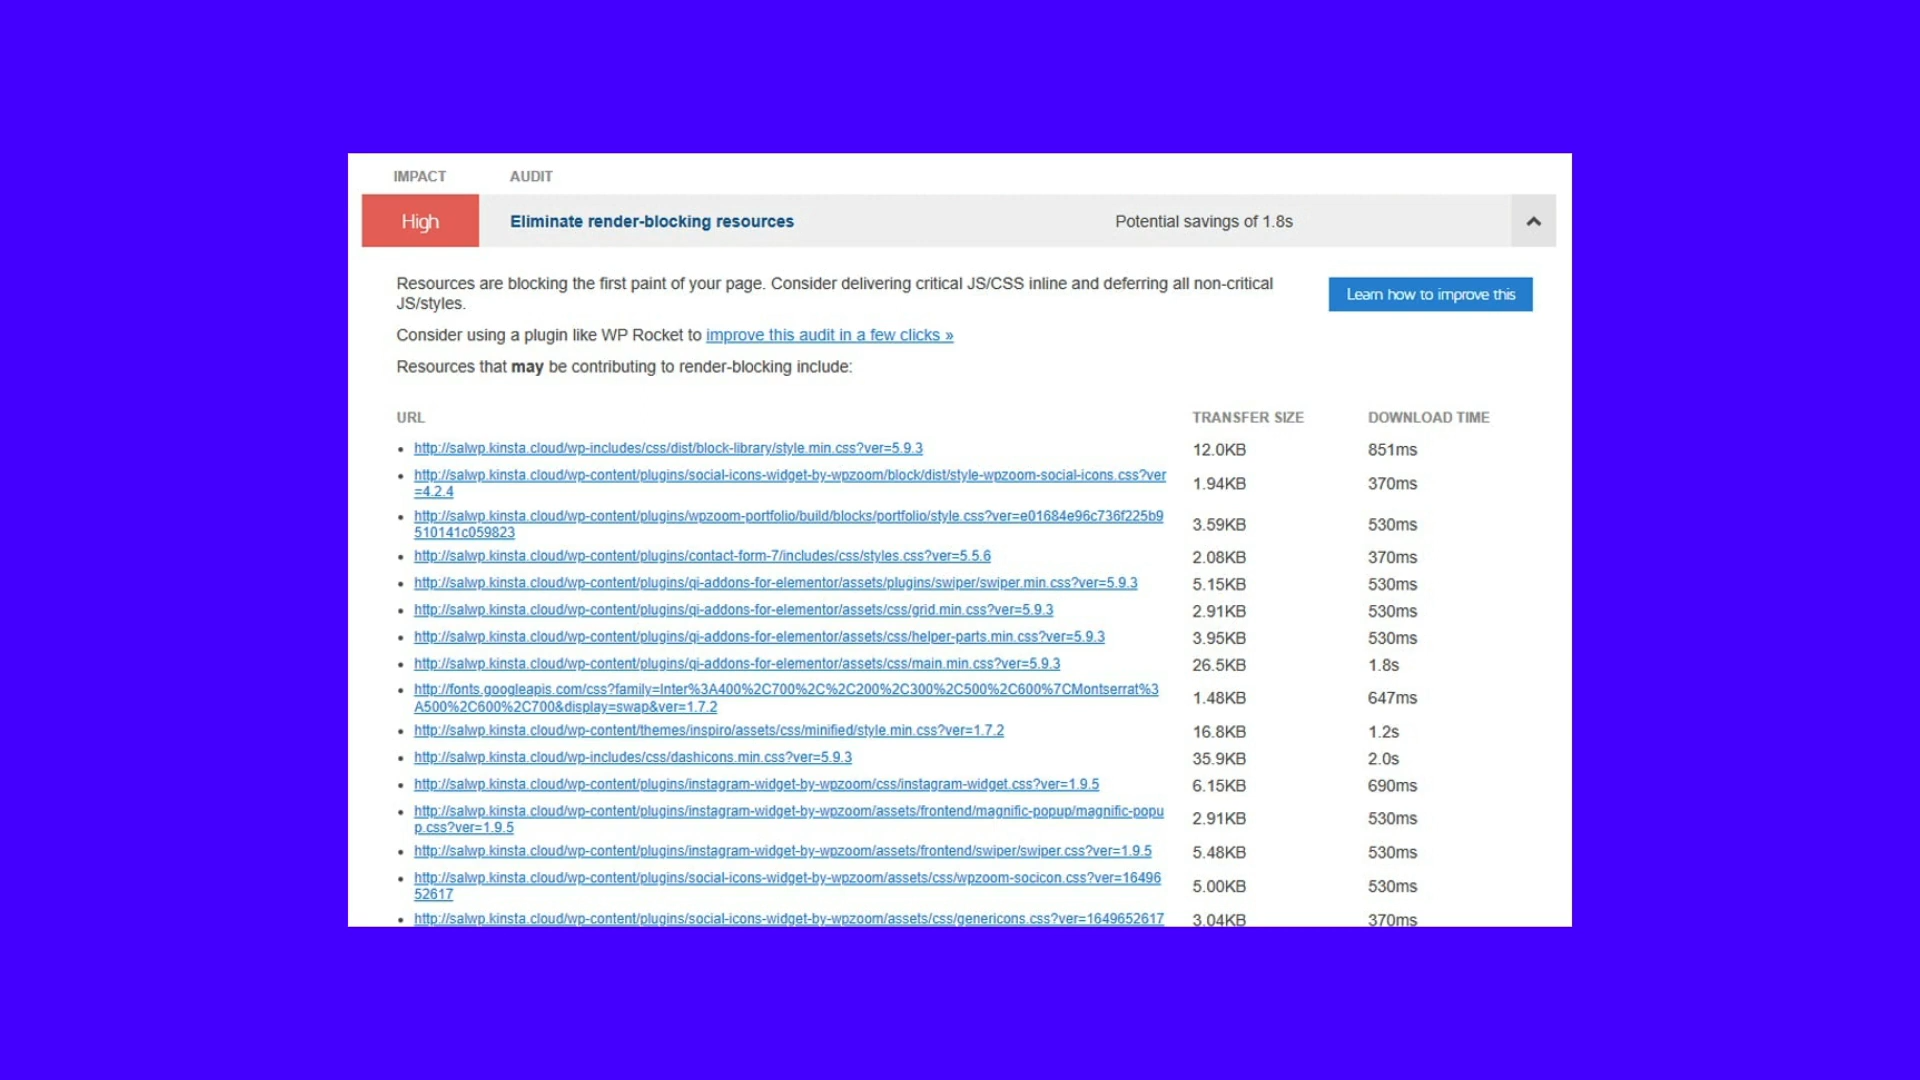 IMPACT AUDIT
High Eliminate render-blocking resources Potential savings of 1.8s
Resources are blocking the first paint of your page. Consider delivering critical JS/CSS inline and deferring all non-critical
JS/styles.
Learn how to improve this
Consider using a plugin like WP Rocket to improve this audit in a few clicks »
Resources that may be contributing to render-blocking include:
URL TRANSFER SIZE DOWNLOAD TIME
http://salwp.kinsta.cloud/wp-includes/css/dist/block-library/style.min.css?ver=5.9.3 12.0KB 851ms
http://salwp.kinsta.cloud/wp-content/plugins/social-icons-widget-by-wpzoom/block/dist/style-wpzoom-social-icons.css?ver
=4.2.4 1.94KB 370ms
http://salwp.kinsta.cloud/wp-content/plugins/wpzoom-portfolio/build/blocks/portfolio/style.css?ver=e01684e96c736f225b9
510141c059823 3.59KB 530ms
http://salwp.kinsta.cloud/wp-content/plugins/contact-form-7/includes/css/styles.css?ver=5.5.6 2.08KB 370ms
http://salwp.kinsta.cloud/wp-content/plugins/qi-addons-for-elementor/assets/plugins/swiper/swiper.min.css?ver=5.9.3 5.15KB 530ms
http://salwp.kinsta.cloud/wp-content/plugins/qi-addons-for-elementor/assets/css/grid.min.css?ver=5.9.3 2.91KB 530ms
http://salwp.kinsta.cloud/wp-content/plugins/qi-addons-for-elementor/assets/css/helper-parts.min.css?ver=5.9.3 3.95KB 530ms
http://salwp.kinsta.cloud/wp-content/plugins/qi-addons-for-elementor/assets/css/main.min.css?ver=5.9.3 26.5KB 1.8s
http://fonts.googleapis.com/css?family=Inter%3A400%2C700%2C%2C200%2C300%2C500%2C600%7CMontserrat%3
A500%2C600%2C700&display=swap&ver=1.7.2 1.48KB 647ms
http://salwp.kinsta.cloud/wp-content/themes/inspiro/assets/css/minified/style.min.css?ver=1.7.2 16.8KB 1.2s
http://salwp.kinsta.cloud/wp-includes/css/dashicons.min.css?ver=5.9.3 35.9KB 2.0s
http://salwp.kinsta.cloud/wp-content/plugins/instagram-widget-by-wpzoom/css/instagram-widget.css?ver=1.9.5 6.15KB 690ms
http://salwp.kinsta.cloud/wp-content/plugins/instagram-widget-by-wpzoom/assets/frontend/magnific-popup/magnific-popu
p.css?ver=1.9.5 2.91KB 530ms
http://salwp.kinsta.cloud/wp-content/plugins/instagram-widget-by-wpzoom/assets/frontend/swiper/swiper.css?ver=1.9.5 5.48KB 530ms
http://salwp.kinsta.cloud/wp-content/plugins/social-icons-widget-by-wpzoom/assets/css/wpzoom-socicon.css?ver=16496
52617 5.00KB 530ms
http://salwp.kinsta.cloud/wp-content/plugins/social-icons-widget-by-wpzoom/assets/css/genericons.css?ver=1649652617 3.04KB 370ms